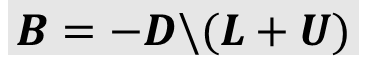 B = −D\(L + U)